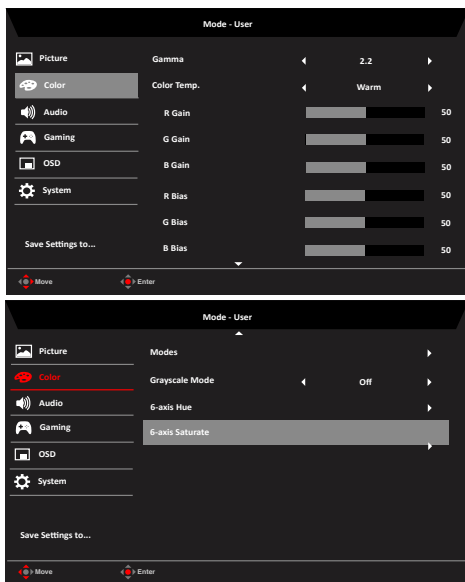 Mode - User
Picture
Gamma 2.2
Color
Color Temp. Warm
Audio
R Gain 50
Gaming
G Gain 50
OSD
B Gain 50
System
R Bias 50
G Bias 50
Save Settings to...
B Bias 50
Move Enter
Mode - User
Picture
Modes
Color
Grayscale Mode Off
Audio
6-axis Hue
Gaming
6-axis Saturate
OSD
System
Save Settings to...
Move Enter